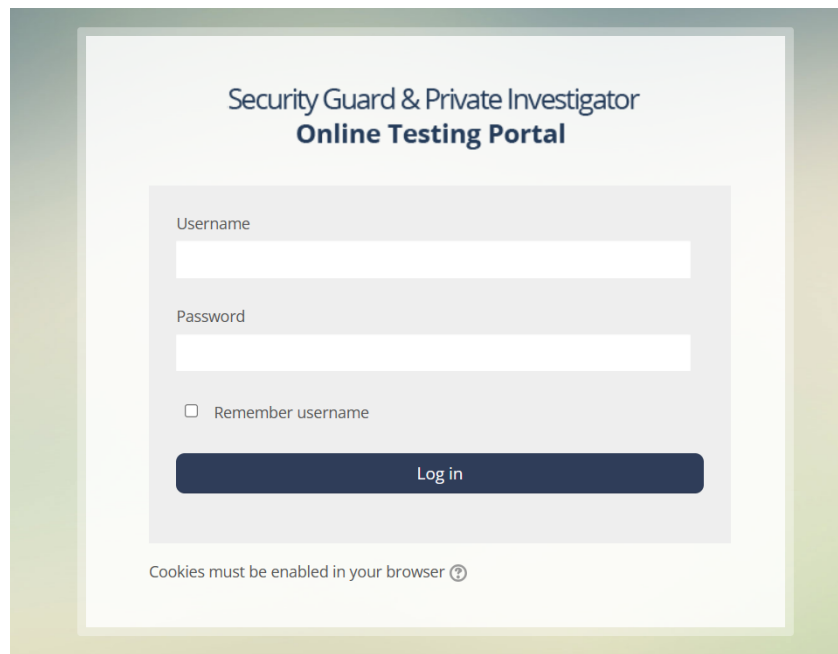 Security Guard & Private Investigator
Online Testing Portal
Username
Password
Remember username
Log in
Cookies must be enabled in your browser ?